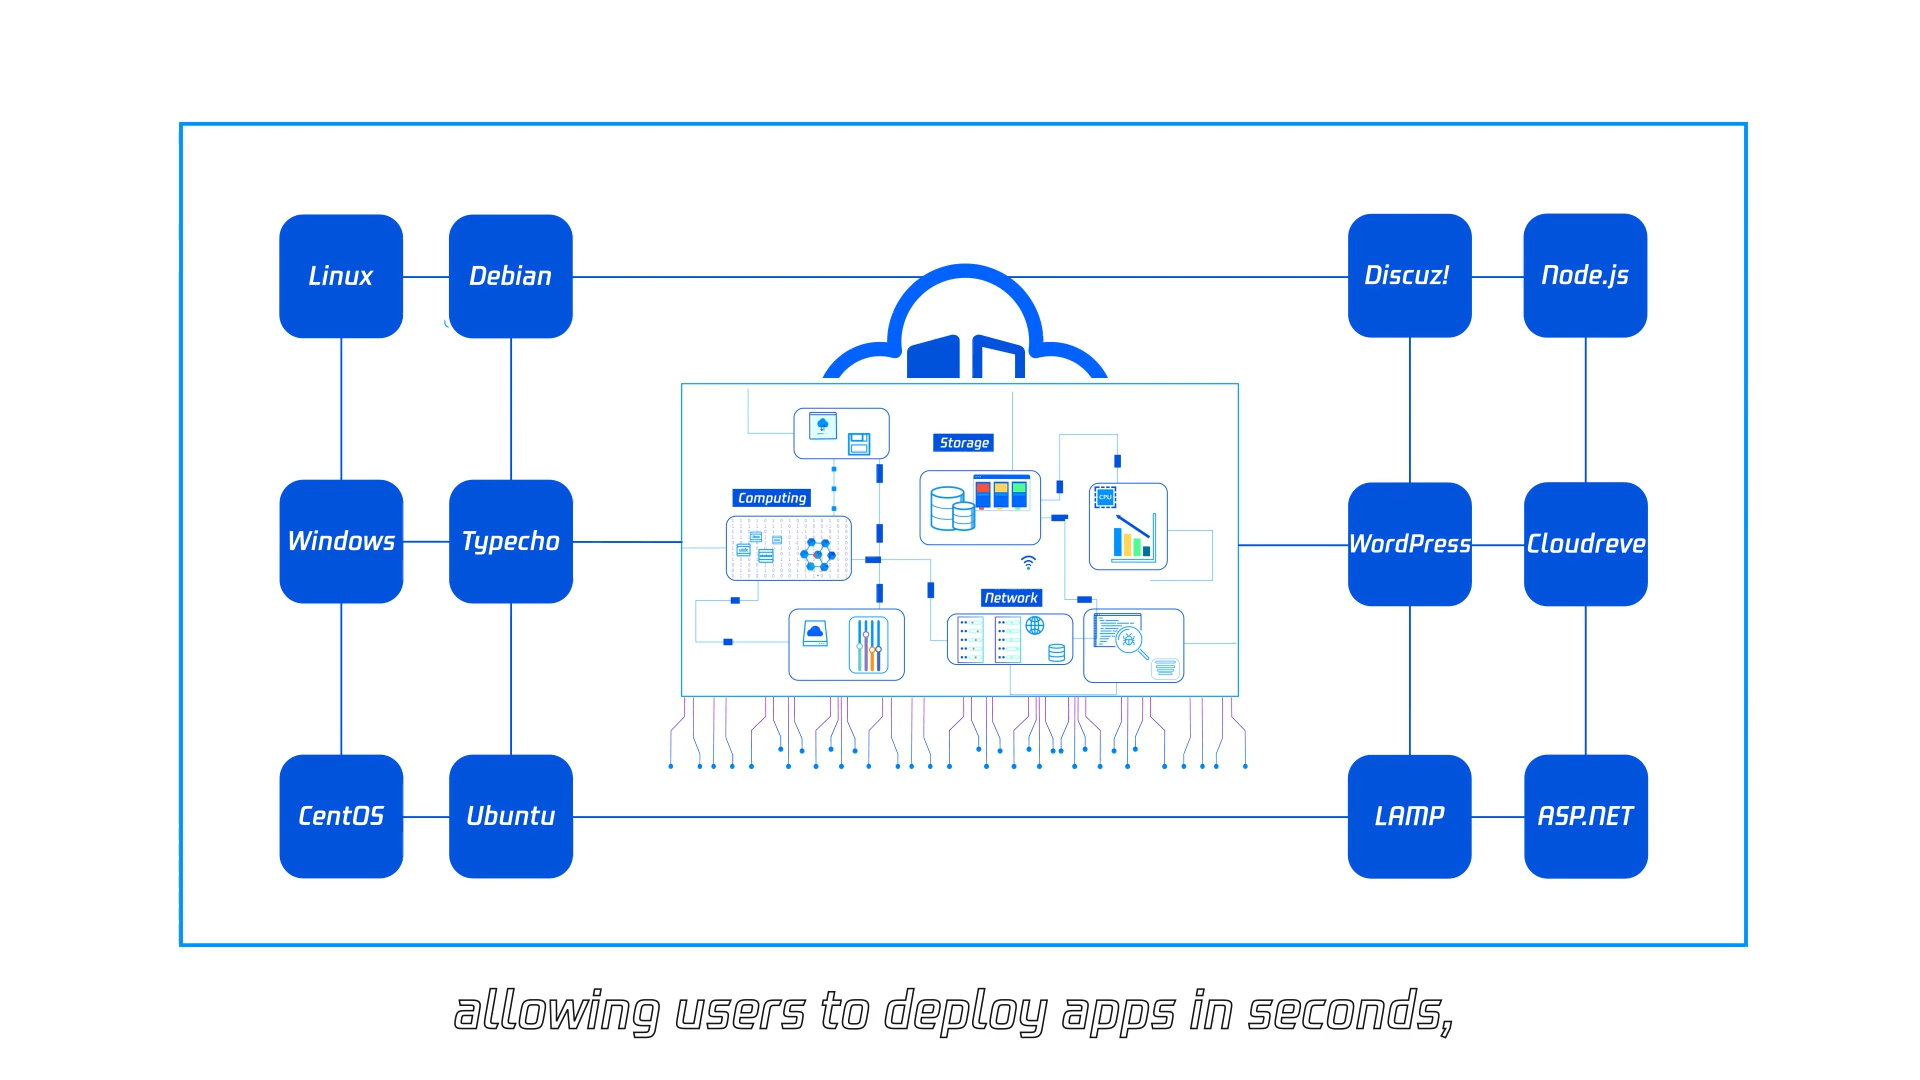 Linux
Debian
Discuz!
Node.js
Storage
Computing
CPU
Windows
Typecho
WordPress
Cloudreve
Network
CentOS
Ubuntu
LAMP
ASP.NET
allowing users to deploy apps in seconds,